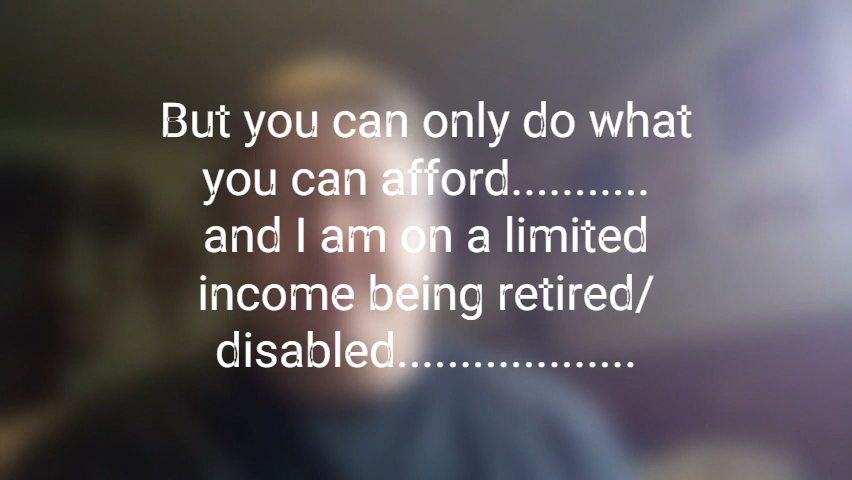 But you can only do what
you can afford...........
and I am on a limited
income being retired/
disabled...................